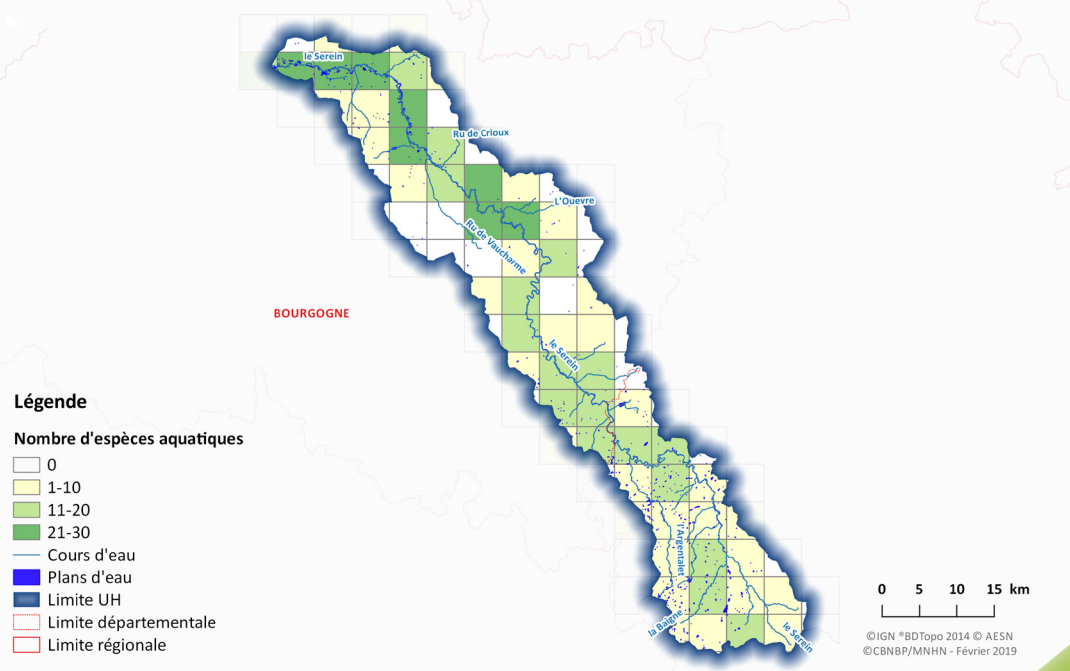 le Serein
Ru de Crioux
L'Ouevre
Ru de Vaucharme
BOURGOGNE
le Serein
l'Argentalet
la Baigne
le Serein
Légende
Nombre d'espèces aquatiques
0
1-10
11-20
21-30
Cours d'eau
Plans d'eau
Limite UH
Limite départementale
Limite régionale
0 5 10 15 km
©IGN ®BDTopo 2014 © AESN
©CBNBP/MNHN - Février 2019